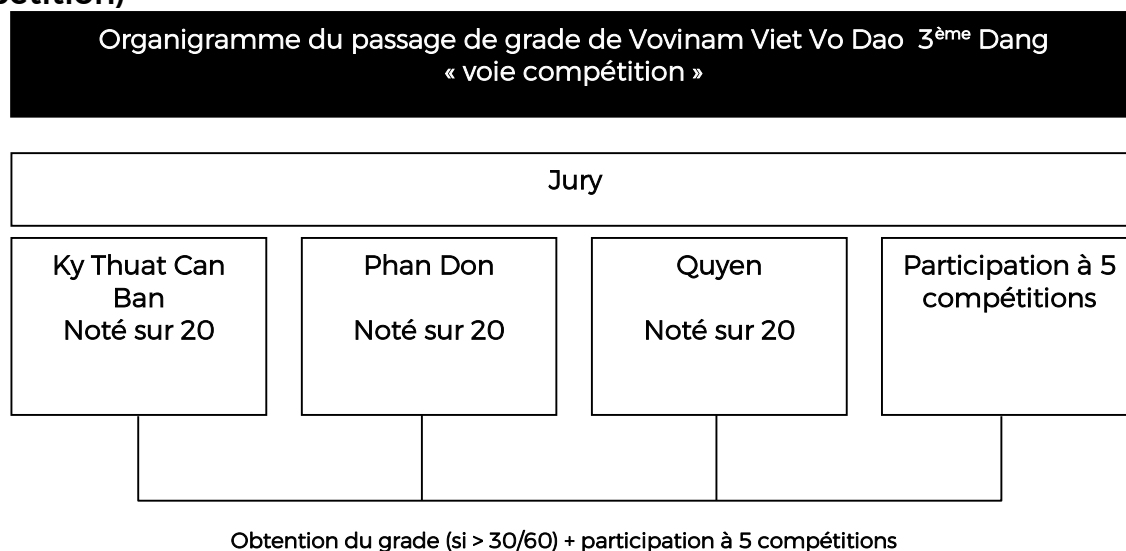 Organigramme du passage de grade de Vovinam Viet Vo Dao 3ème Dang
« voie compétition »
Jury
Ky Thuat Can
Ban
Noté sur 20
Phan Don
Noté sur 20
Quyen
Noté sur 20
Participation à 5
compétitions
Obtention du grade (si > 30/60) + participation à 5 compétitions